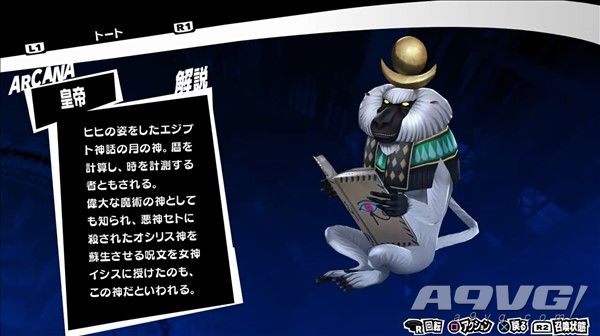 L1
トート
R1
ARCANA
皇帝
解説
ヒヒの姿をしたエジプ
ト神話の月の神。暦を
計算し、時を計測する
者ともされる。
偉大な魔術の神として
も知られ、悪神セトに
殺されたオシリス神を
蘇生させる呪文を女神
イシスに授けたのも、
この神だといわれる。
A9VG
R回転 アクション 戻る R2 召喚状態